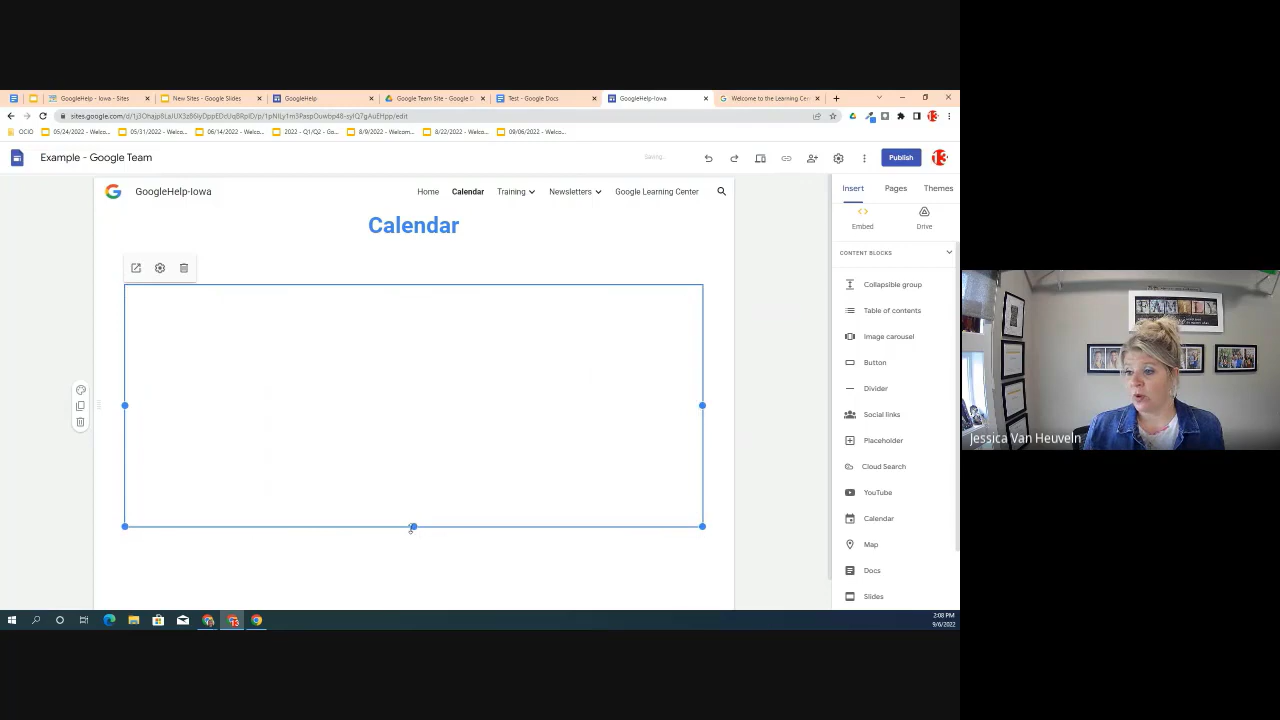 GoogleHelp - Iowa - Sites
New Sites - Google Slides
GoogleHelp
Google Team Site - Google D
Test - Google Docs
GoogleHelp-Iowa
Welcome to the Learning Cen
OCIO
05/24/2022 - Welco...
05/31/2022 - Welco...
06/14/2022 - Welco...
2022 - Q1/Q2 - Goo...
8/9/2022 - Welcom...
8/22/2022 - Welco...
09/06/2022 - Welco...
Example - Google Team
Saving...
Publish
13
GoogleHelp-Iowa
Home
Calendar
Training
Newsletters
Google Learning Center
Calendar
Insert
Pages
Themes
Embed
Drive
CONTENT BLOCKS
Collapsible group
Table of contents
Image carousel
Button
Divider
Social links
Placeholder
Cloud Search
YouTube
Calendar
Map
Docs
Slides
2:08 PM
9/6/2022
FAMILY
Jessica Van Heuveln